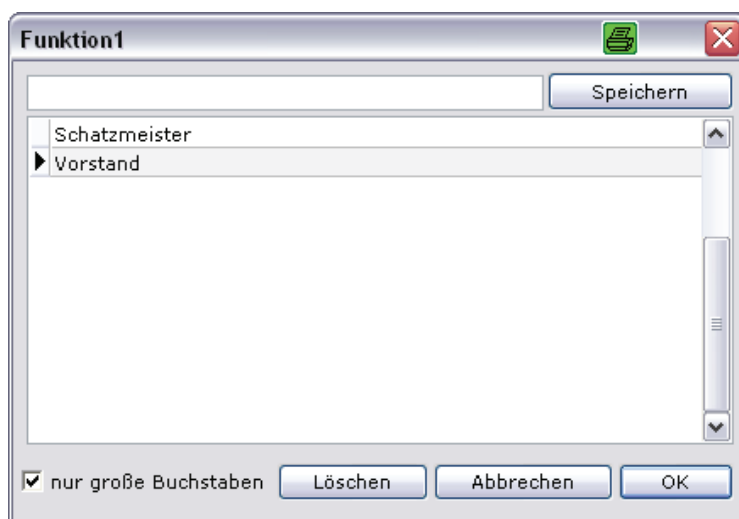 Funktion1
Speichern
Schatzmeister
Vorstand
nur große Buchstaben Löschen Abbrechen OK